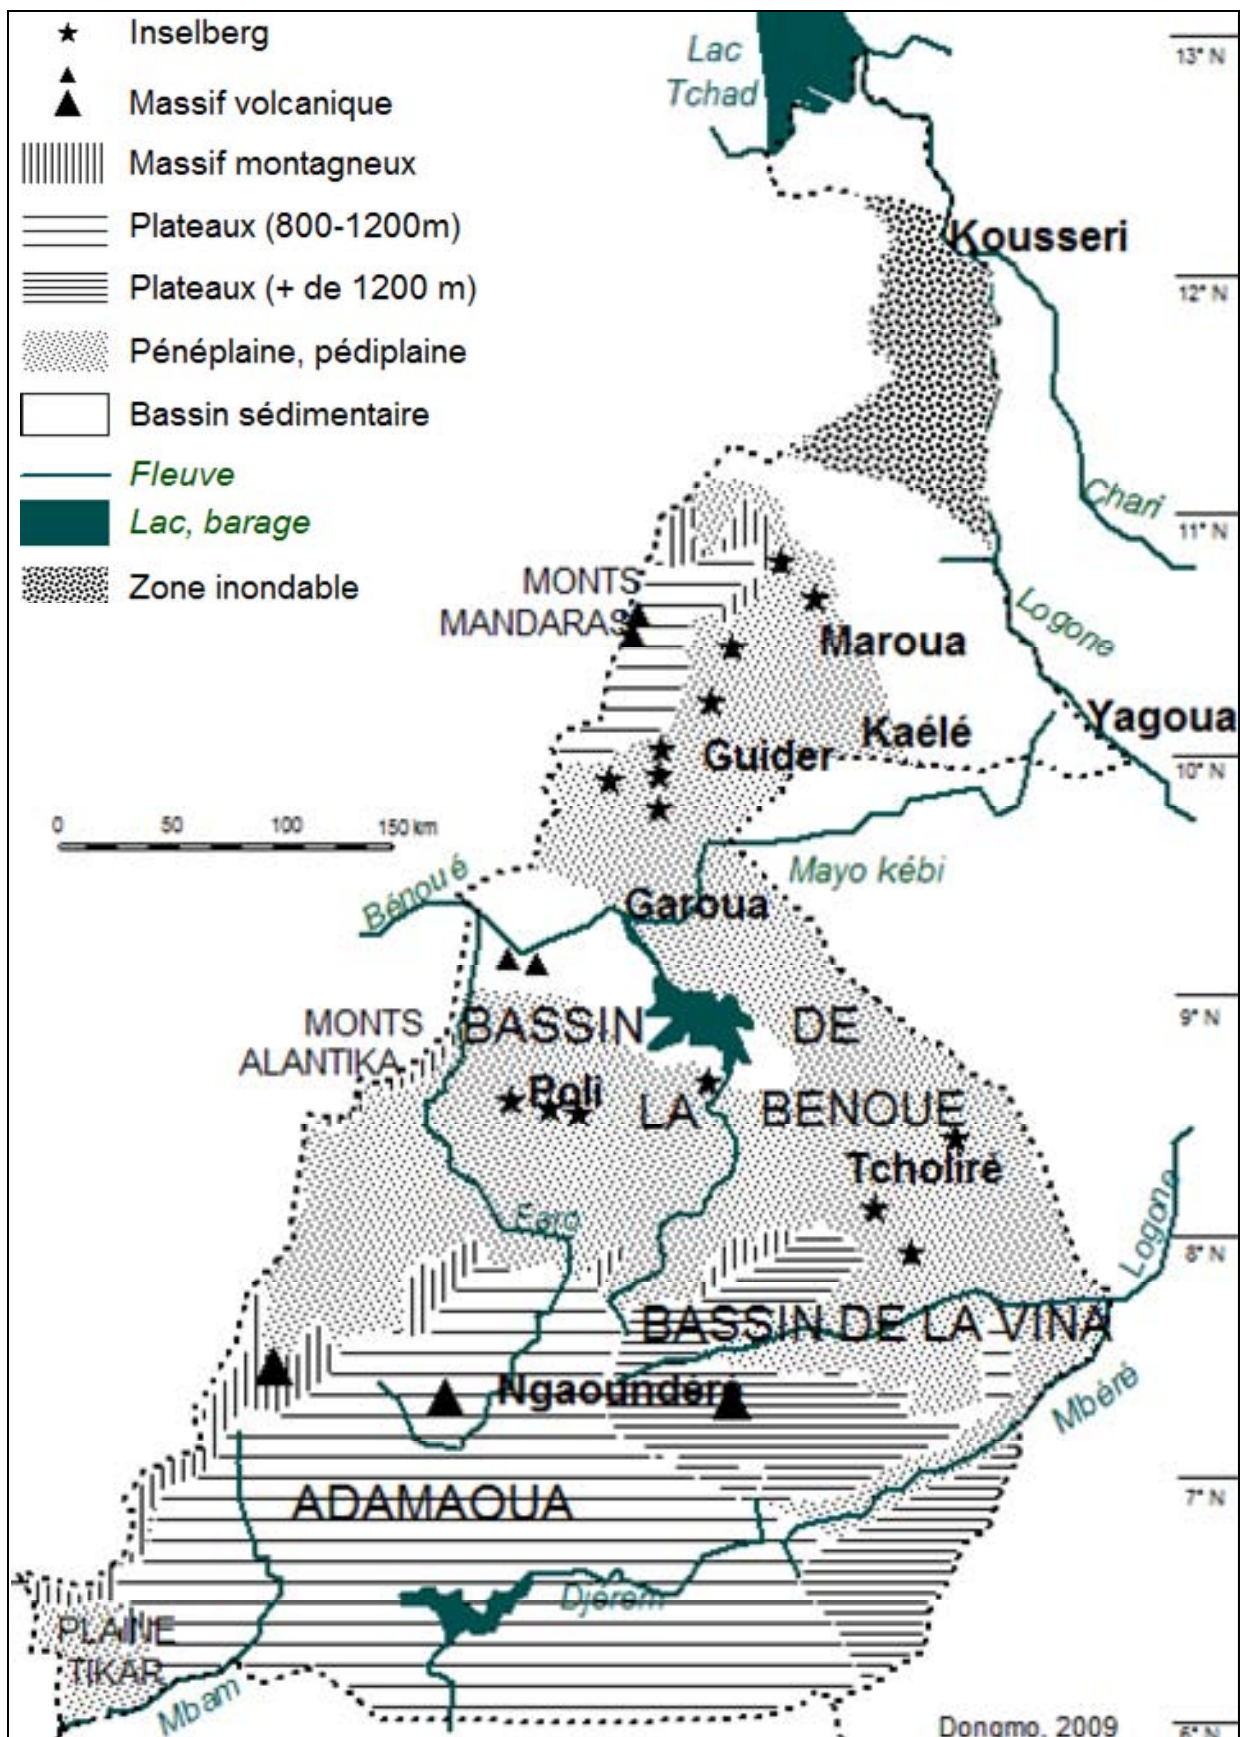 Inselberg
Massif volcanique
Massif montagneux
Plateaux (800-1200m)
Plateaux (+ de 1200 m)
Pénéplaine, pédiplaine
Bassin sédimentaire
Fleuve
Lac, barage
Zone inondable
Lac
Tchad
13° N
Kousseri
12° N
Chari
11° N
MONTS
MANDARAS
Logone
Maroua
Yagoua
Kaélé
Guider
10° N
0 50 100 150 km
Mayo kébi
Bénoué
Garoua
MONTS
ALANTIKA
BASSIN DE
9° N
Poli
LA BENOUE
Tcholiré
Faro
Logone
8° N
BASSIN DE LA VINA
Ngaoundéré
Mbéré
7° N
ADAMAOUA
Djérem
PLAINE
TIKAR
Mbam
Dongmo, 2009
6° N